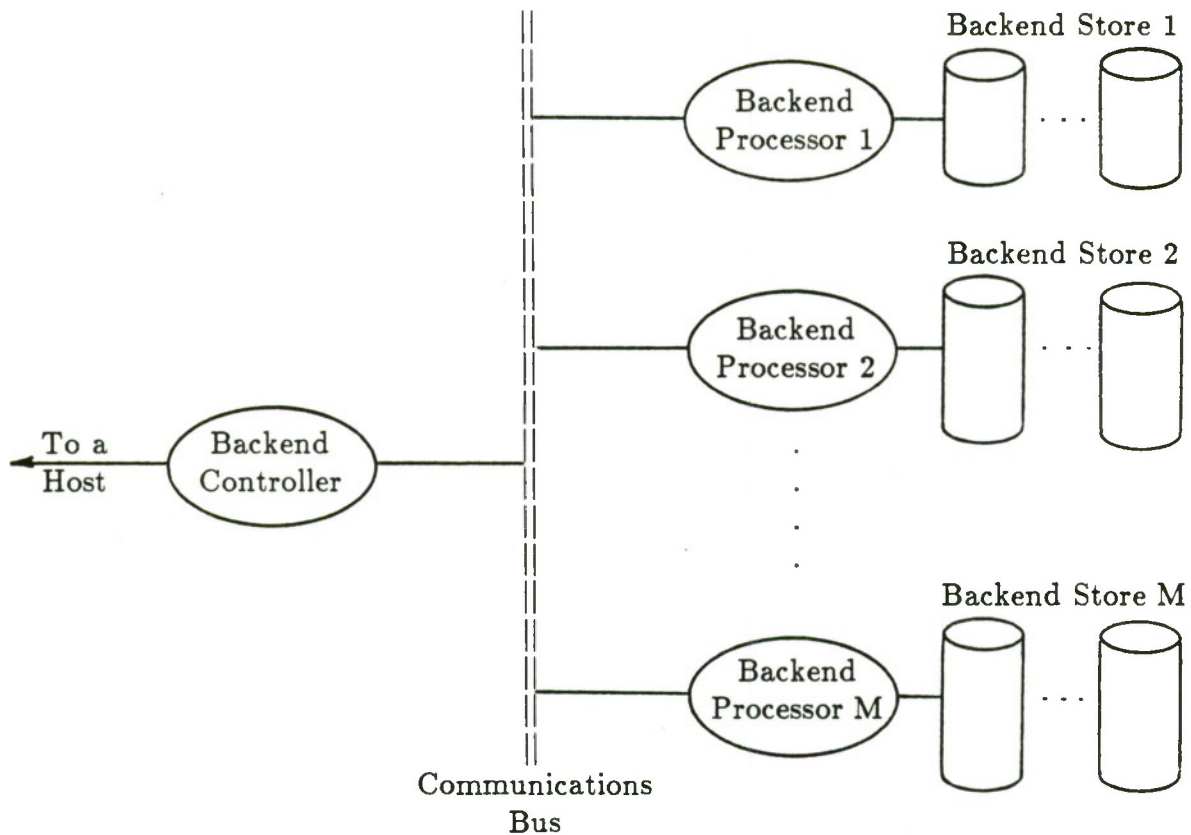 Backend Store 1
Backend
Processor 1
Backend Store 2
Backend
Processor 2
To a
Host
Backend
Controller
Backend Store M
Backend
Processor M
Communications
Bus